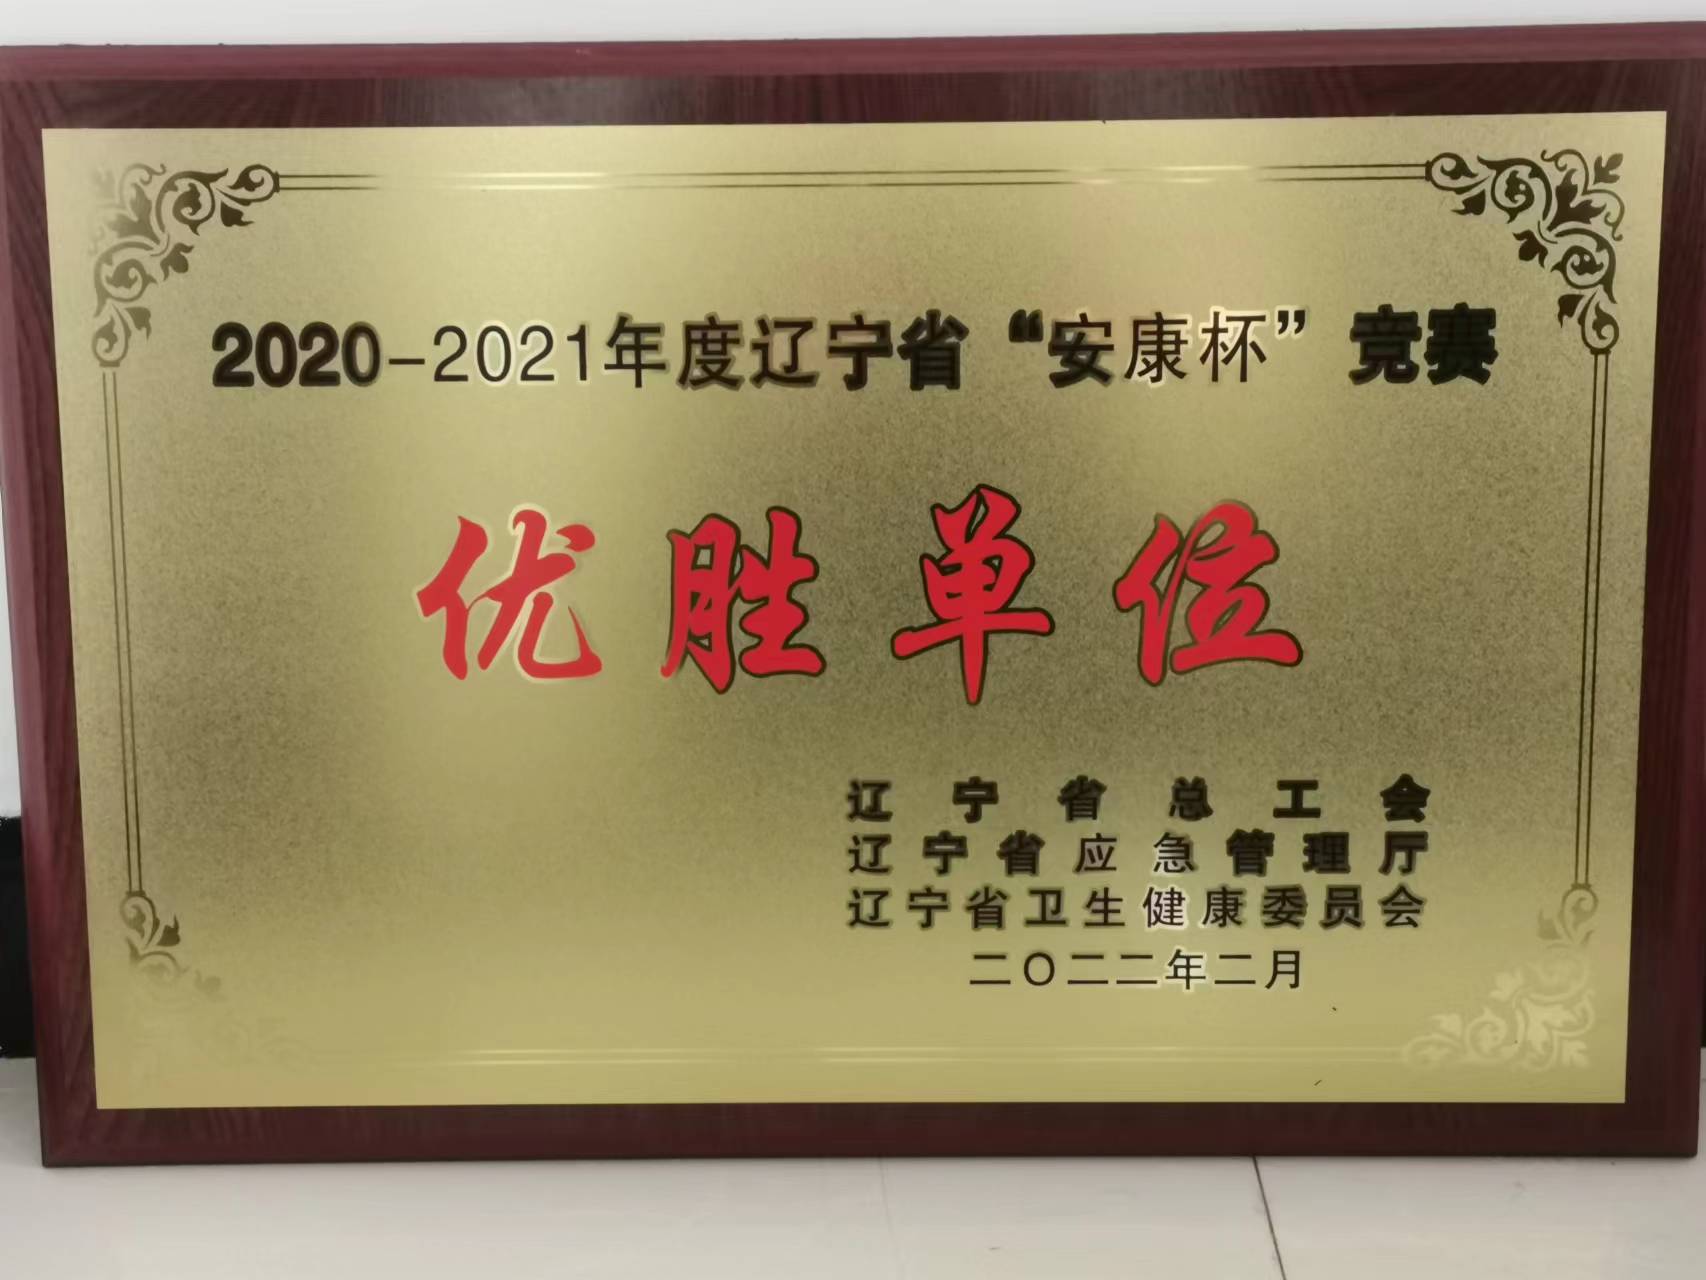 2020-2021年度辽宁省“安康杯”竞赛
优胜单位
辽宁省总工会
辽宁省应急管理厅
辽宁省卫生健康委员会
二〇二二年二月